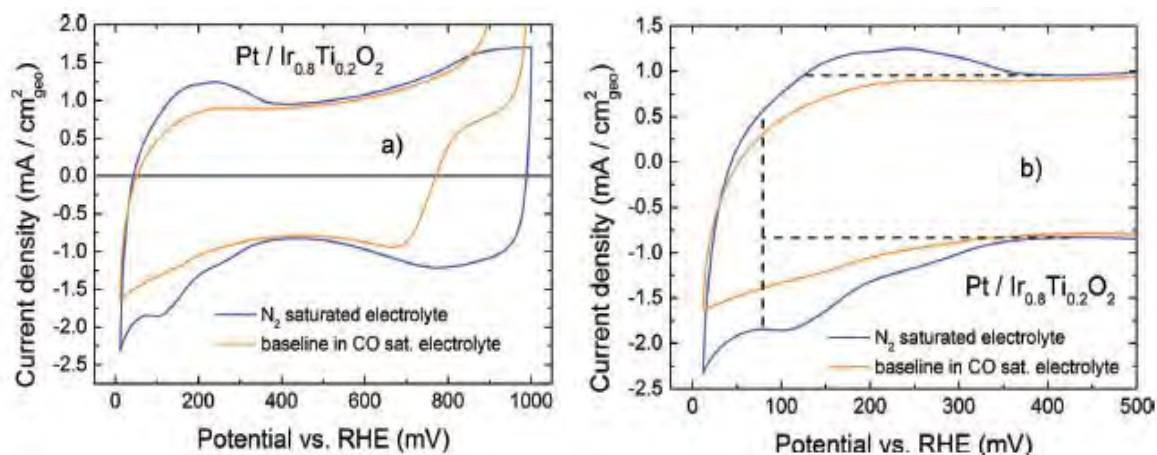 2.0
1.5
1.0
0.5
0.0
-0.5
-1.0
-1.5
-2.0
-2.5
Current density (mA / cm²geo)
Pt / Ir0.8Ti0.2O2
a)
N2 saturated electrolyte
baseline in CO sat. electrolyte
0 200 400 600 800 1000
Potential vs. RHE (mV)
1.5
1.0
0.5
0.0
-0.5
-1.0
-1.5
-2.0
-2.5
Current density (mA / cm²geo)
b)
Pt / Ir0.8Ti0.2O2
N2 saturated electrolyte
baseline in CO sat. electrolyte
0 100 200 300 400 500
Potential vs. RHE (mV)